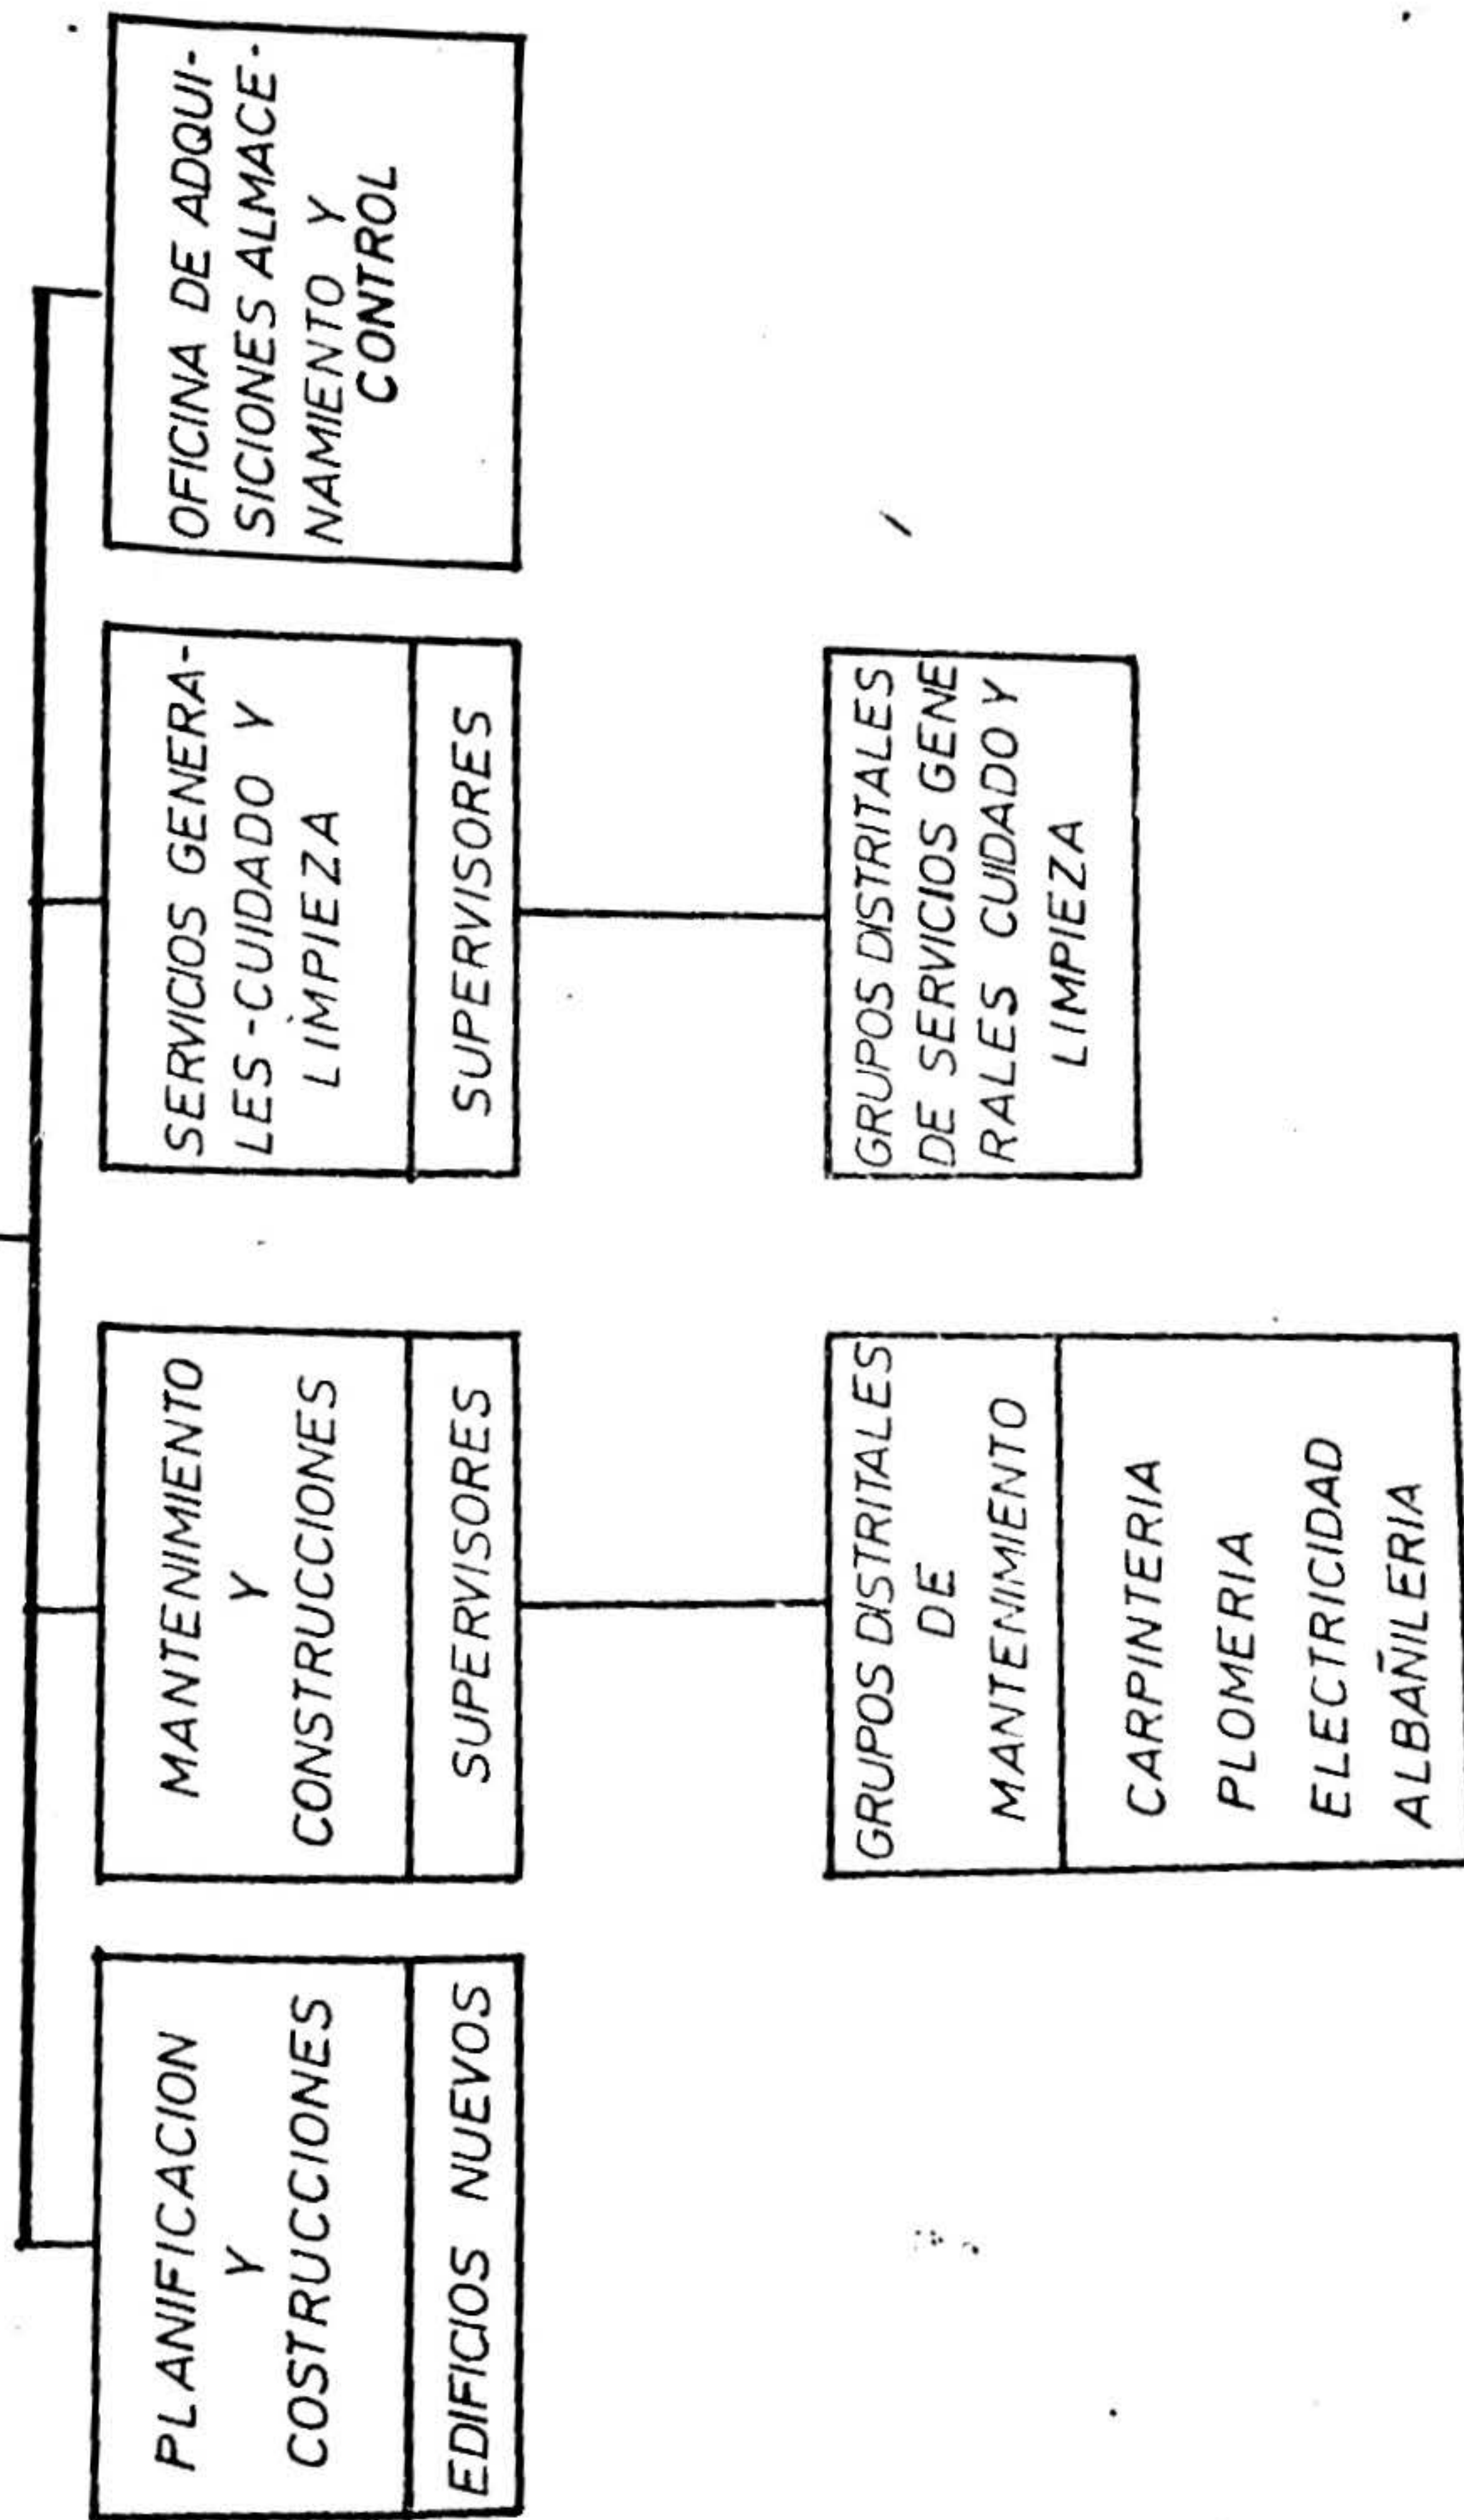 PLANIFICACION
Y
COSTRUCCIONES
EDIFICIOS NUEVOS
MANTENIMIENTO
Y
CONSTRUCCIONES
SUPERVISORES
SERVICIOS GENERA-
LES-CUIDADO Y
LIMPIEZA
SUPERVISORES
OFICINA DE ADQUI-
SICIONES ALMACE-
NAMIENTO Y
CONTROL
GRUPOS DISTRITALES
DE
MANTENIMIENTO
CARPINTERIA
PLOMERIA
ELECTRICIDAD
ALBAÑILERIA
GRUPOS DISTRITALES
DE SERVICIOS GENE
RALES CUIDADO Y
LIMPIEZA